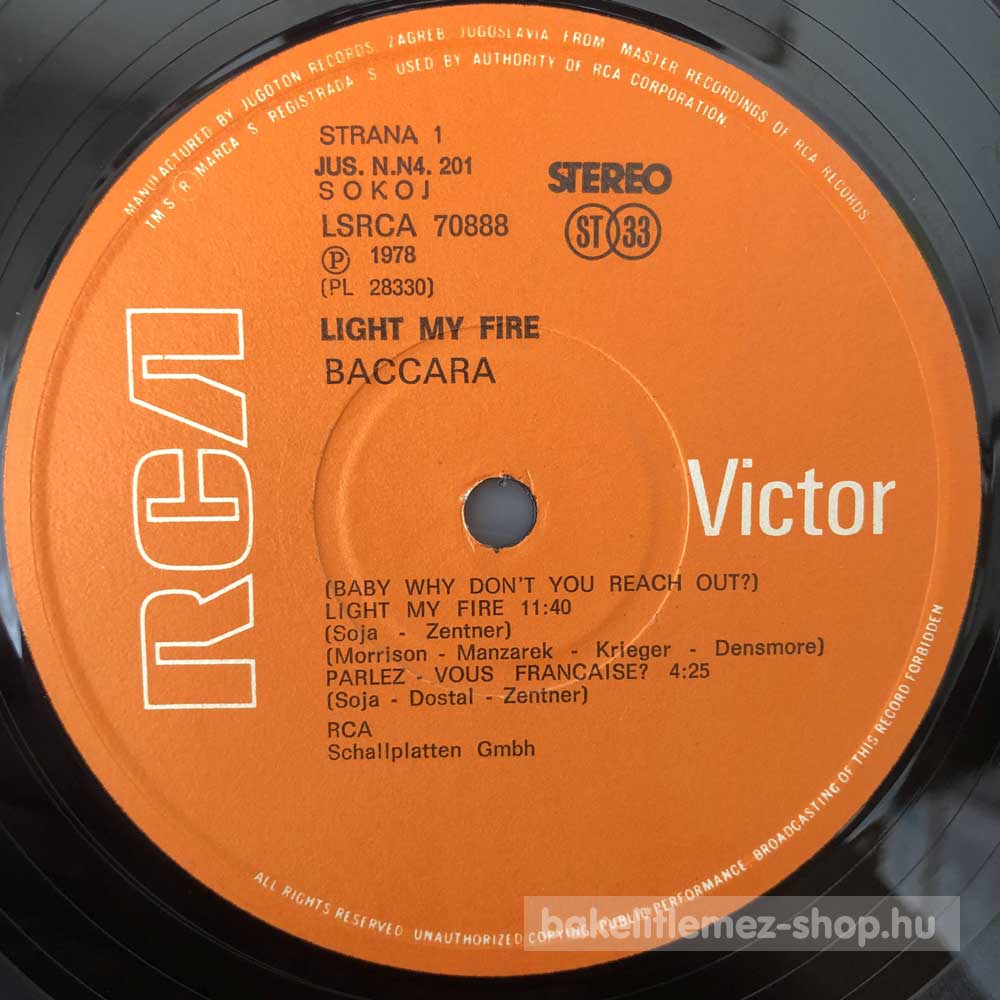 MANUFACTURED BY JUGOTON RECORDS, ZAGREB, JUGOSLAVIA FROM MASTER RECORDINGS OF RCA RECORDS.
TM S ® MARCA S REGISTRADA S USED BY AUTHORITY OF RCA CORPORATION.
STRANA 1
JUS. N.N4. 201
SOKOJ
LSRCA 70888
℗ 1978
(PL 28330)
STEREO
ST 33
LIGHT MY FIRE
BACCARA
RCA
Victor
(BABY WHY DON'T YOU REACH OUT?)
LIGHT MY FIRE 11:40
(Soja - Zentner)
(Morrison - Manzarek - Krieger - Densmore)
PARLEZ - VOUS FRANCAISE? 4:25
(Soja - Dostal - Zentner)
RCA
Schallplatten Gmbh
ALL RIGHTS RESERVED UNAUTHORIZED COPYING, PUBLIC PERFORMANCE, BROADCASTING OF THIS RECORD FORBIDDEN
bakelitlemez-shop.hu